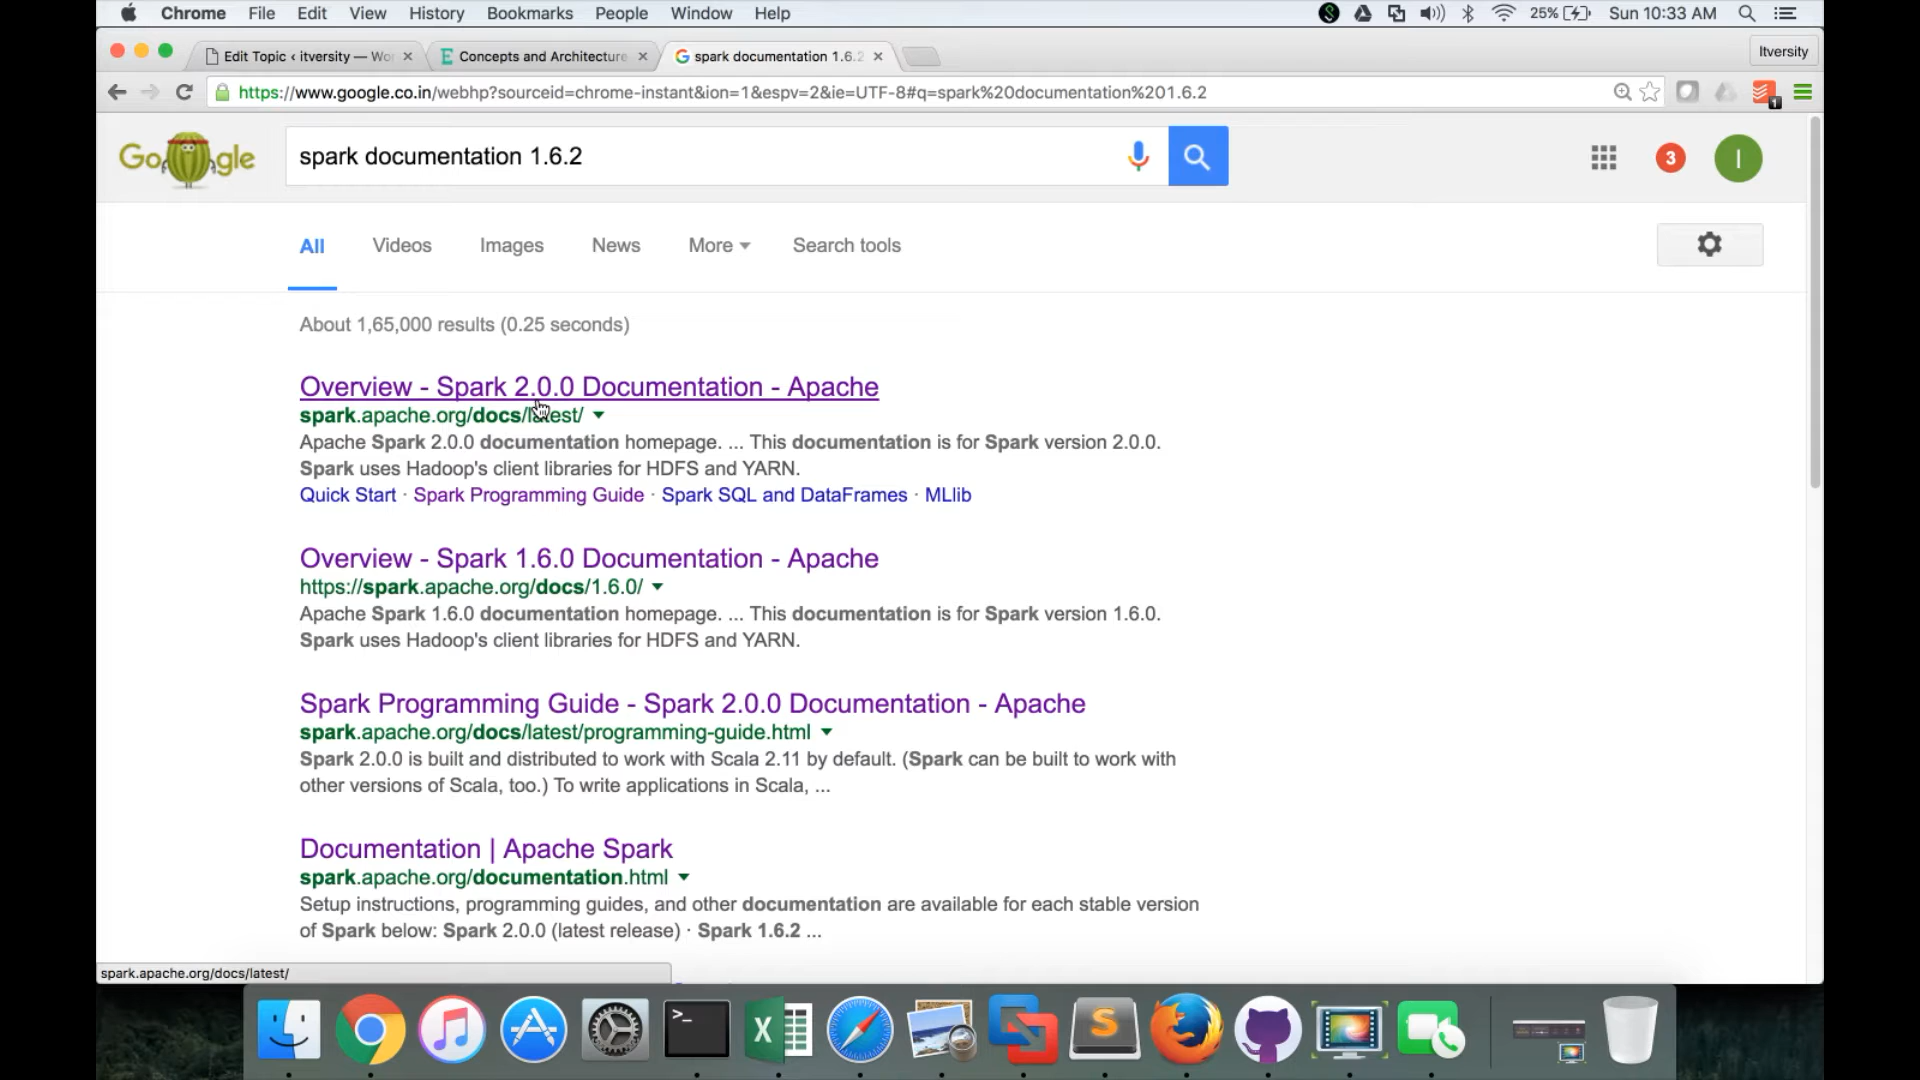 Chrome File Edit View History Bookmarks People Window Help 25% Sun 10:33 AM
Edit Topic ‹ itversity — Wor Concepts and Architecture spark documentation 1.6.2 Itversity
https://www.google.co.in/webhp?sourceid=chrome-instant&ion=1&espv=2&ie=UTF-8#q=spark%20documentation%201.6.2 1
Google spark documentation 1.6.2 3 I
All Videos Images News More Search tools
About 1,65,000 results (0.25 seconds)
Overview - Spark 2.0.0 Documentation - Apache
spark.apache.org/docs/latest/
Apache Spark 2.0.0 documentation homepage. ... This documentation is for Spark version 2.0.0.
Spark uses Hadoop's client libraries for HDFS and YARN.
Quick Start · Spark Programming Guide · Spark SQL and DataFrames · MLlib
Overview - Spark 1.6.0 Documentation - Apache
https://spark.apache.org/docs/1.6.0/
Apache Spark 1.6.0 documentation homepage. ... This documentation is for Spark version 1.6.0.
Spark uses Hadoop's client libraries for HDFS and YARN.
Spark Programming Guide - Spark 2.0.0 Documentation - Apache
spark.apache.org/docs/latest/programming-guide.html
Spark 2.0.0 is built and distributed to work with Scala 2.11 by default. (Spark can be built to work with
other versions of Scala, too.) To write applications in Scala, ...
Documentation | Apache Spark
spark.apache.org/documentation.html
Setup instructions, programming guides, and other documentation are available for each stable version
of Spark below: Spark 2.0.0 (latest release) · Spark 1.6.2 ...
spark.apache.org/docs/latest/